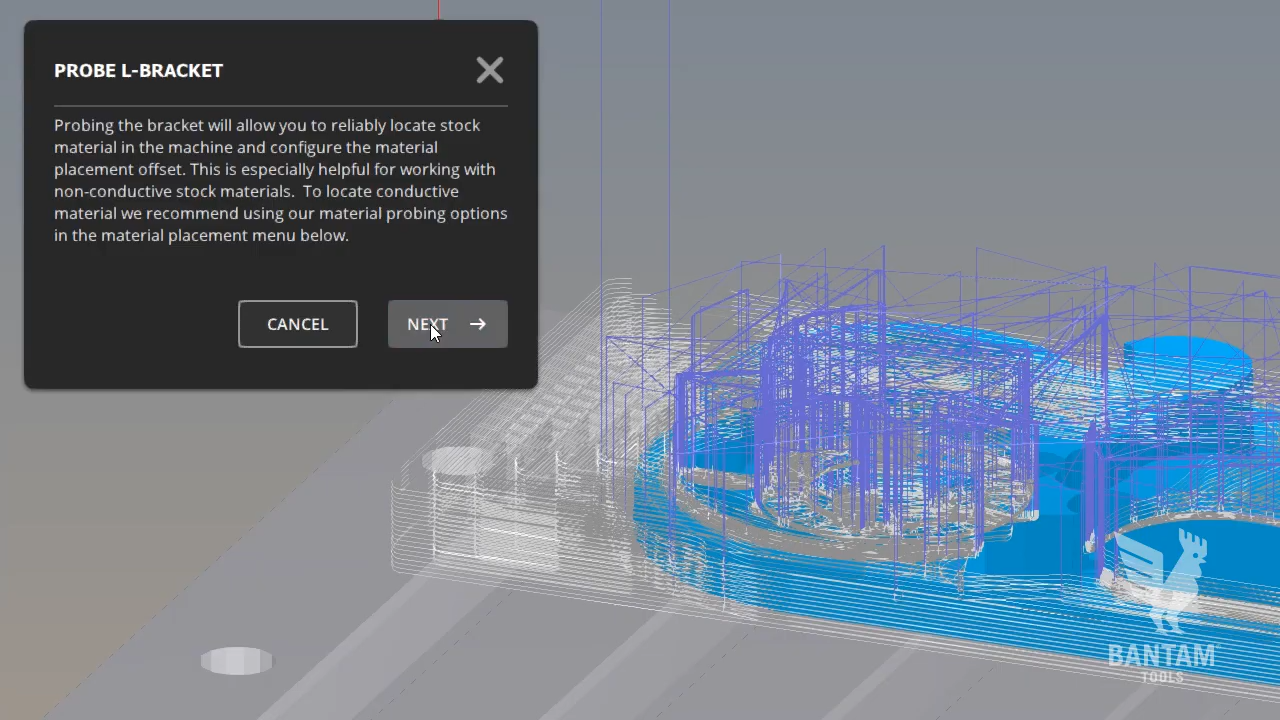 PROBE L-BRACKET
Probing the bracket will allow you to reliably locate stock
material in the machine and configure the material
placement offset. This is especially helpful for working with
non-conductive stock materials.  To locate conductive
material we recommend using our material probing options
in the material placement menu below.
CANCEL
NEXT
BANTAM
TOOLS